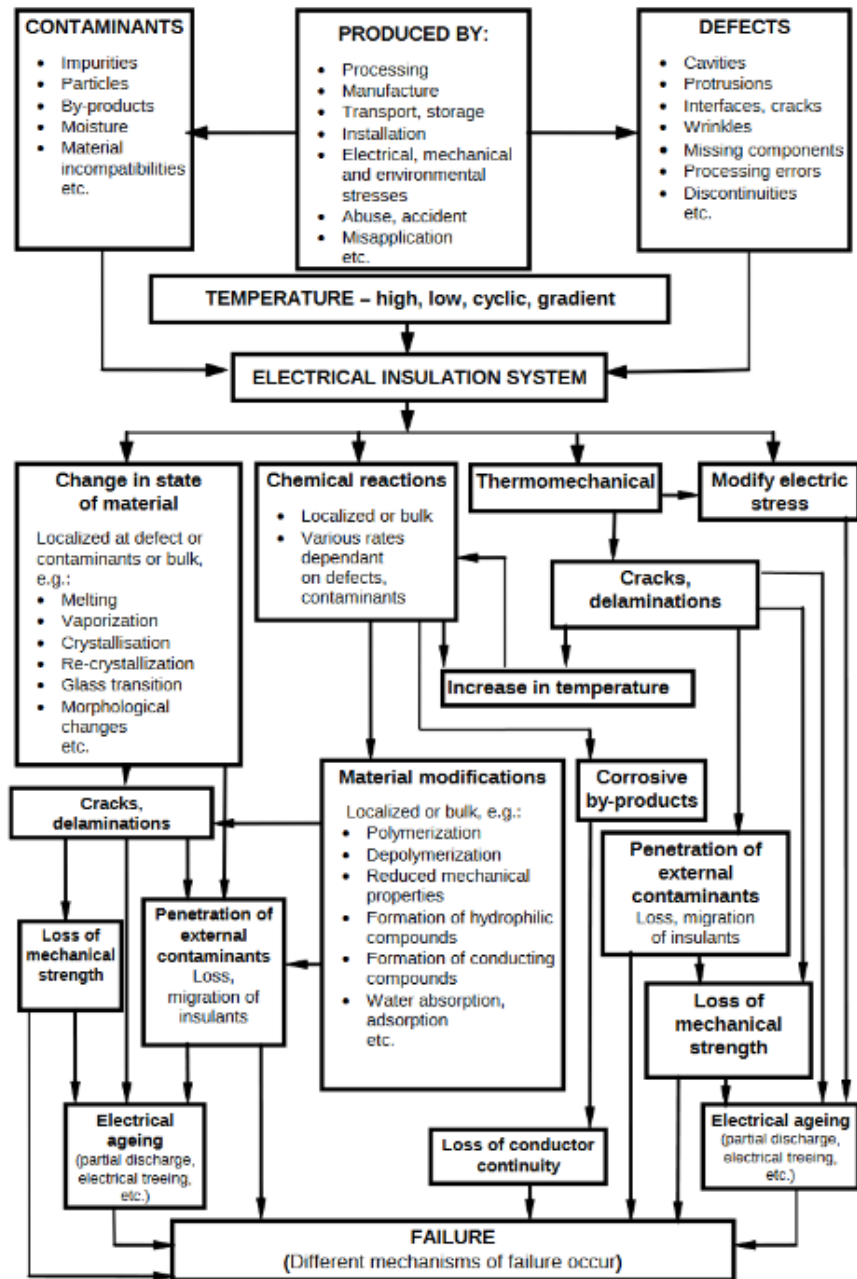 CONTAMINANTS
• Impurities
• Particles
• By-products
• Moisture
• Material
incompatibilities
etc.
PRODUCED BY:
• Processing
• Manufacture
• Transport, storage
• Installation
• Electrical, mechanical
and environmental
stresses
• Abuse, accident
• Misapplication
etc.
DEFECTS
• Cavities
• Protrusions
• Interfaces, cracks
• Wrinkles
• Missing components
• Processing errors
• Discontinuities
etc.
TEMPERATURE – high, low, cyclic, gradient
ELECTRICAL INSULATION SYSTEM
Change in state
of material
Localized at defect or
contaminants or bulk,
e.g.:
• Melting
• Vaporization
• Crystallisation
• Re-crystallization
• Glass transition
• Morphological
changes
etc.
Chemical reactions
• Localized or bulk
• Various rates
dependant
on defects,
contaminants
Thermomechanical
Modify electric
stress
Cracks,
delaminations
Increase in temperature
Cracks,
delaminations
Material modifications
Localized or bulk, e.g.:
• Polymerization
• Depolymerization
• Reduced mechanical
properties
• Formation of hydrophilic
compounds
• Formation of conducting
compounds
• Water absorption,
adsorption
etc.
Corrosive
by-products
Penetration of
external
contaminants
Loss, migration
of insulants
Loss of
mechanical
strength
Penetration of
external
contaminants
Loss,
migration of
insulants
Loss of
mechanical
strength
Electrical
ageing
(partial discharge,
electrical treeing,
etc.)
Loss of conductor
continuity
Electrical ageing
(partial discharge,
electrical treeing,
etc.)
FAILURE
(Different mechanisms of failure occur)